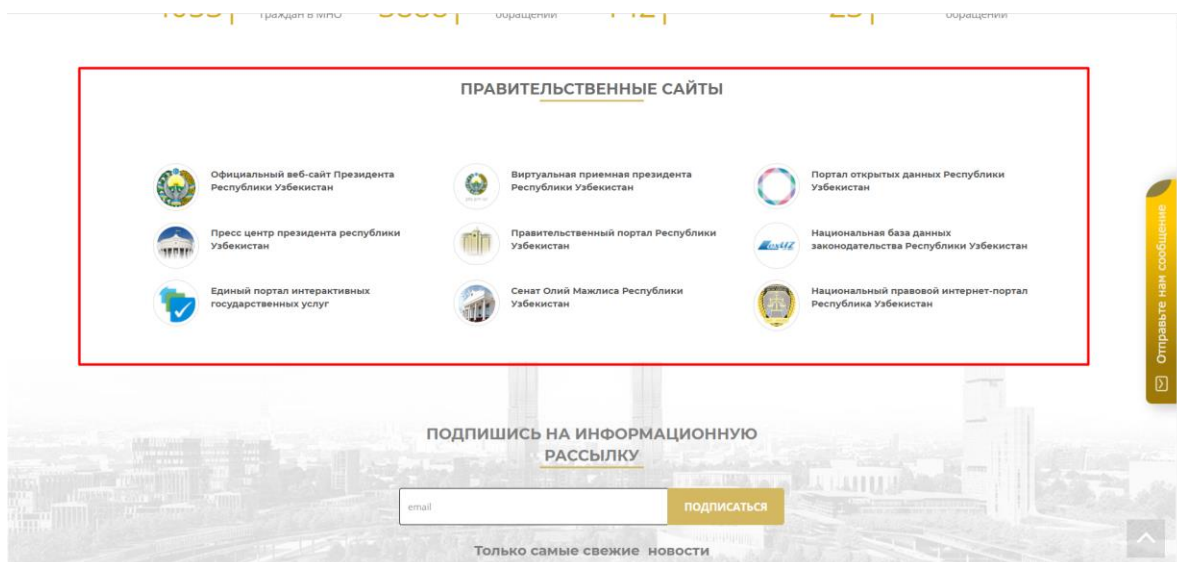 граждан в МНО
обращений
обращений
ПРАВИТЕЛЬСТВЕННЫЕ САЙТЫ
Официальный веб-сайт Президента
Республики Узбекистан
Виртуальная приемная президента
Республики Узбекистан
Портал открытых данных Республики
Узбекистан
Пресс центр президента республики
Узбекистан
Правительственный портал Республики
Узбекистан
LexUZ
Национальная база данных
законодательства Республики Узбекистан
Единый портал интерактивных
государственных услуг
Сенат Олий Мажлиса Республики
Узбекистан
Национальный правовой интернет-портал
Республика Узбекистан
Отправьте нам сообщение
ПОДПИШИСЬ НА ИНФОРМАЦИОННУЮ
РАССЫЛКУ
email
ПОДПИСАТЬСЯ
Только самые свежие новости